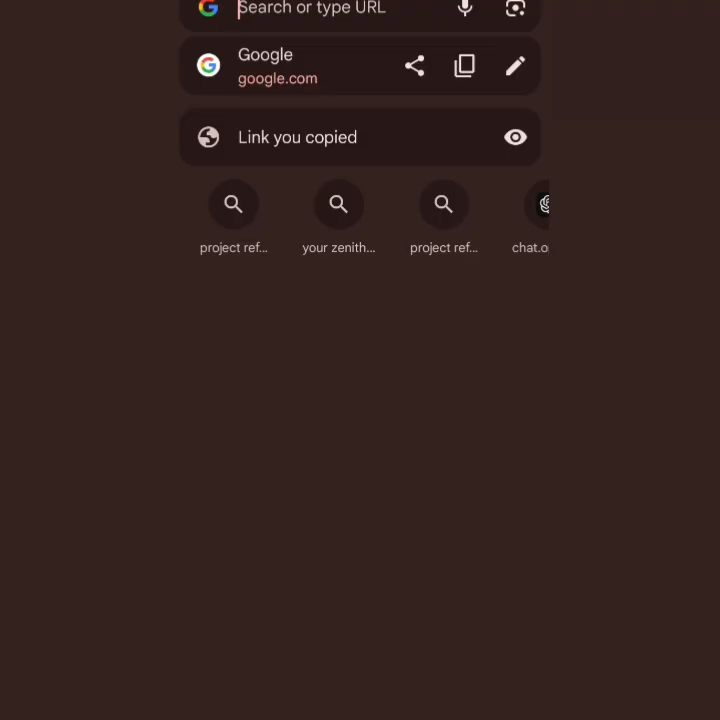 Search or type URL
Google
google.com
Link you copied
project ref...
your zenith...
project ref...
chat.o